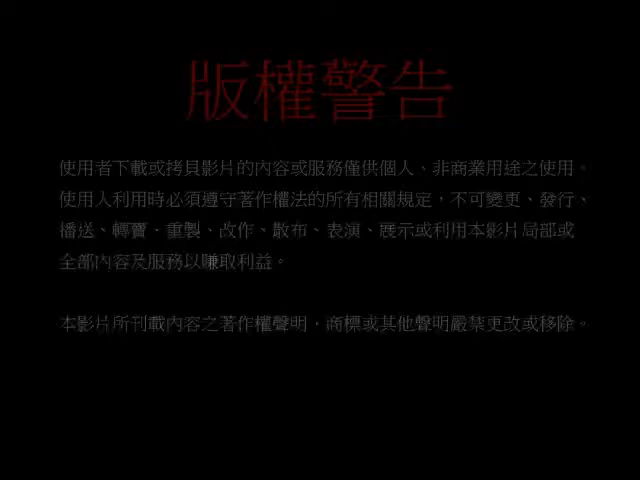 版權警告
使用者下載或拷貝影片的內容或服務僅供個人、非商業用途之使用。
使用人利用時必須遵守著作權法的所有相關規定，不可變更、發行、
播送、轉賣、重製、改作、散布、表演、展示或利用本影片局部或
全部內容及服務以賺取利益。
本影片所刊載內容之著作權聲明，商標或其他聲明嚴禁更改或移除。